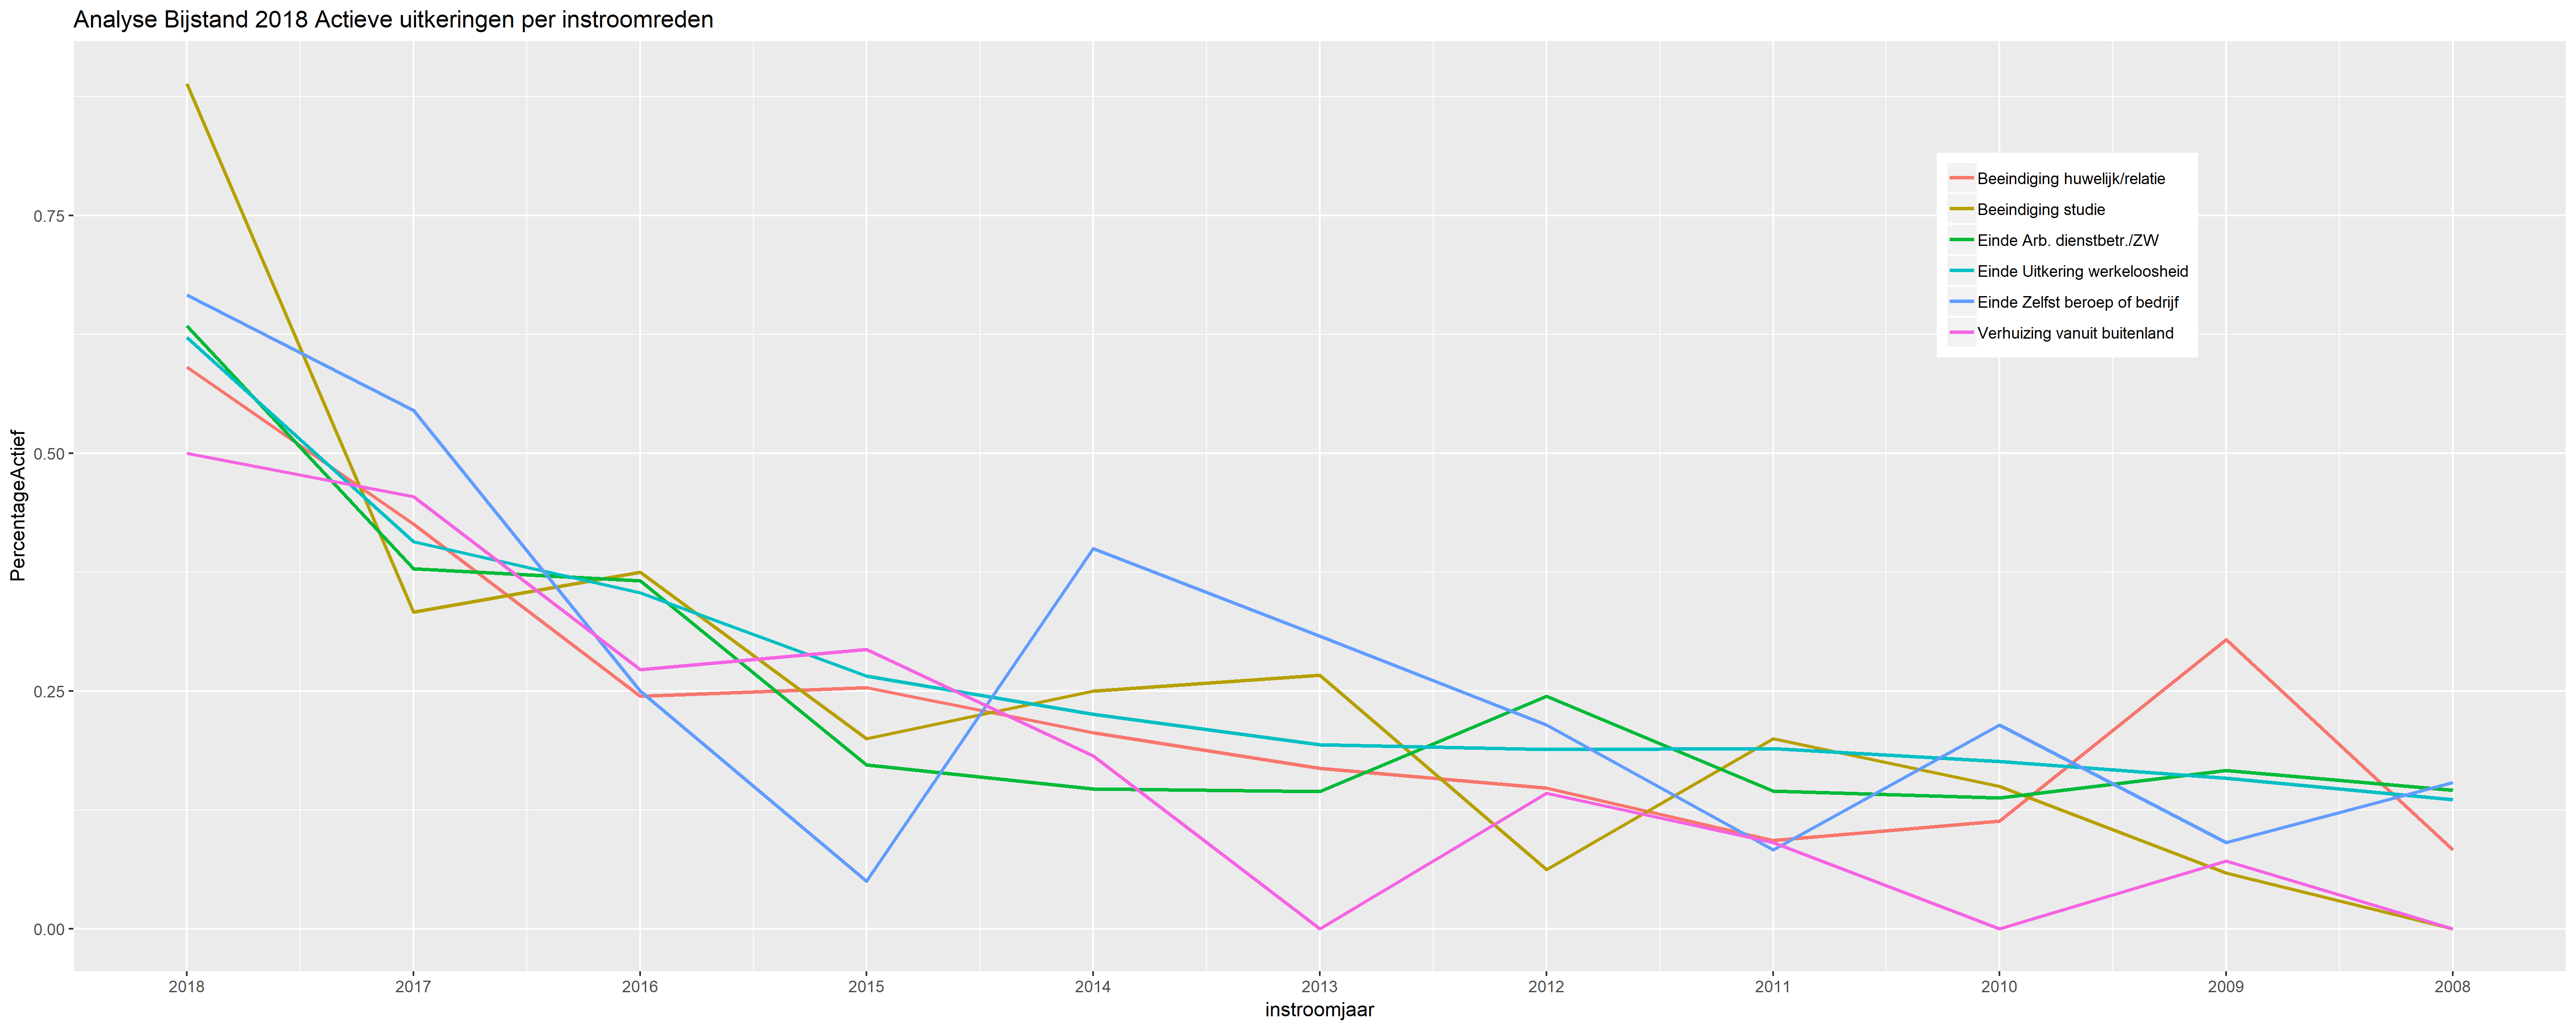 Analyse Bijstand 2018 Actieve uitkeringen per instroomreden
PercentageActief
0.75
0.50
0.25
0.00
Beeindiging huwelijk/relatie
Beeindiging studie
Einde Arb. dienstbetr./ZW
Einde Uitkering werkeloosheid
Einde Zelfst beroep of bedrijf
Verhuizing vanuit buitenland
2018 2017 2016 2015 2014 2013 2012 2011 2010 2009 2008
instroomjaar